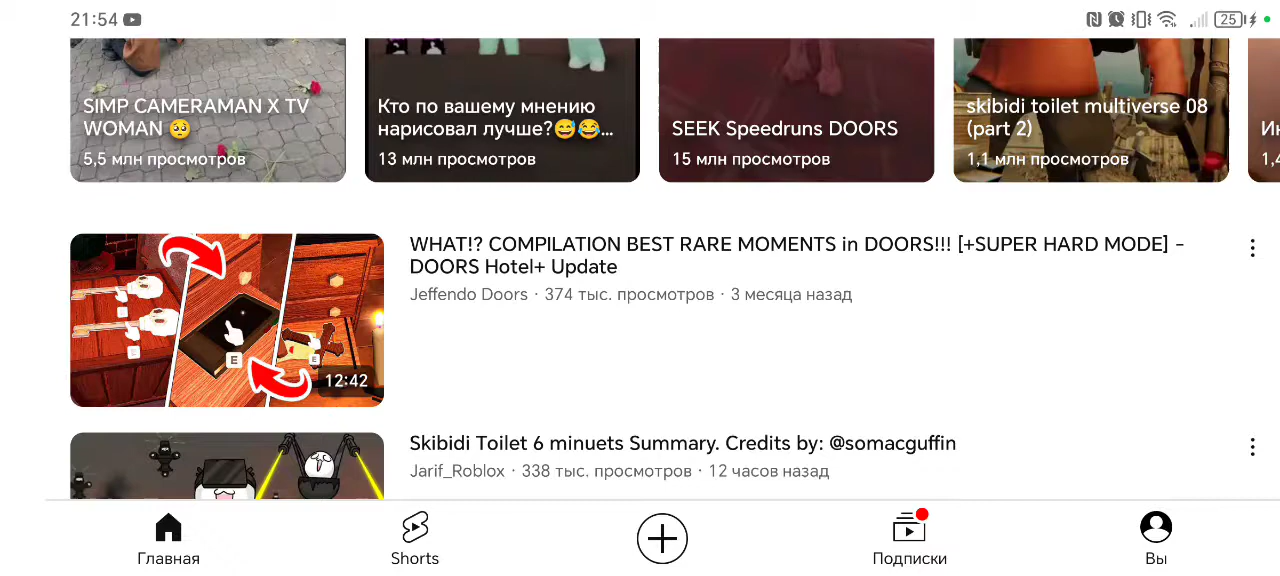 21:54
25
SIMP CAMERAMAN X TV
WOMAN 🥺
5,5 млн просмотров
Кто по вашему мнению
нарисовал лучше?😅😂...
13 млн просмотров
SEEK Speedruns DOORS
15 млн просмотров
skibidi toilet multiverse 08
(part 2)
1,1 млн просмотров
WHAT!? COMPILATION BEST RARE MOMENTS in DOORS!!! [+SUPER HARD MODE] -
DOORS Hotel+ Update
Jeffendo Doors · 374 тыс. просмотров · 3 месяца назад
E
E
12:42
Skibidi Toilet 6 minuets Summary. Credits by: @somacguffin
Jarif_Roblox · 338 тыс. просмотров · 12 часов назад
Главная
Shorts
Подписки
Вы